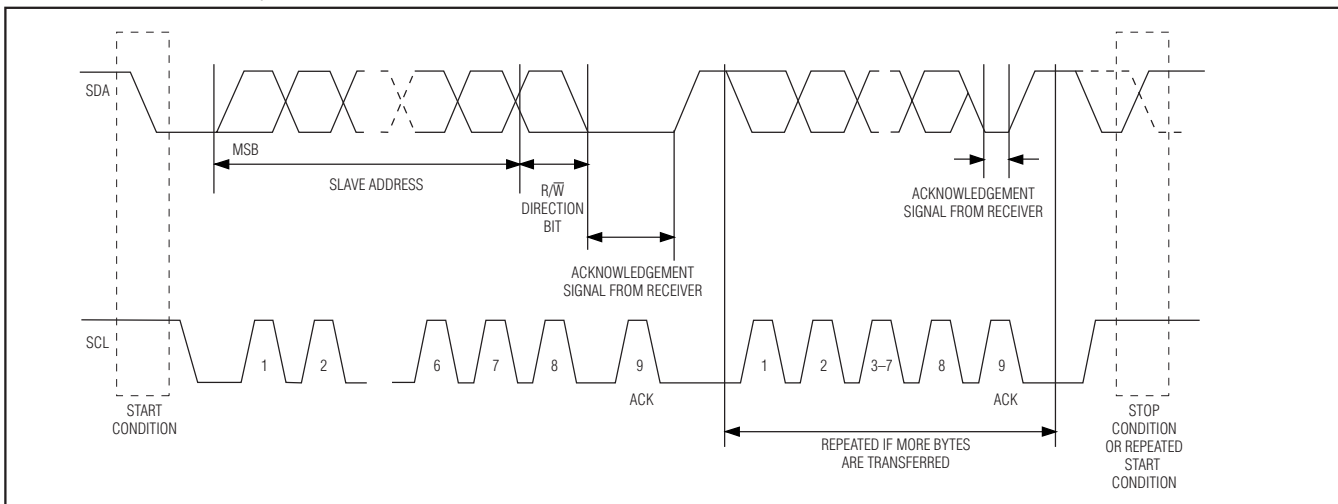 SDA
MSB
SLAVE ADDRESS
R/W̅
DIRECTION
BIT
ACKNOWLEDGEMENT
SIGNAL FROM RECEIVER
ACKNOWLEDGEMENT
SIGNAL FROM RECEIVER
SCL
1 2 6 7 8 9 1 2 3–7 8 9
ACK ACK
START
CONDITION
REPEATED IF MORE BYTES
ARE TRANSFERRED
STOP
CONDITION
OR REPEATED
START
CONDITION